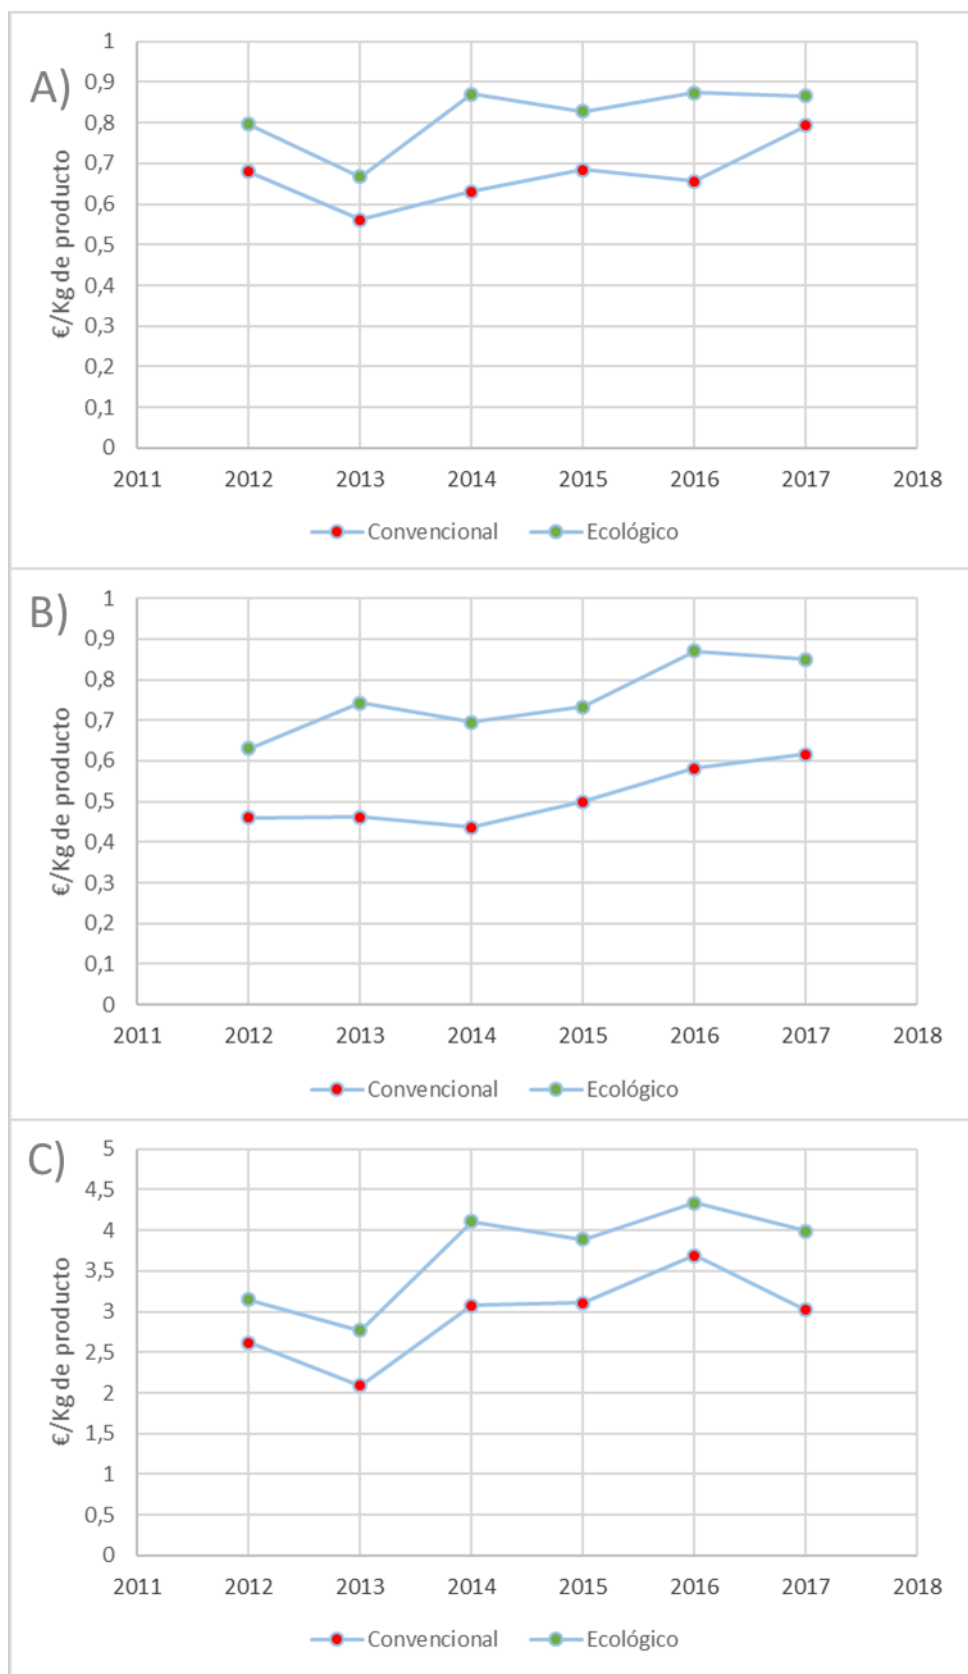 A)
€/Kg de producto
1
0,9
0,8
0,7
0,6
0,5
0,4
0,3
0,2
0,1
0
2011 2012 2013 2014 2015 2016 2017 2018
Convencional Ecológico
B)
€/Kg de producto
1
0,9
0,8
0,7
0,6
0,5
0,4
0,3
0,2
0,1
0
2011 2012 2013 2014 2015 2016 2017 2018
Convencional Ecológico
C)
€/Kg de producto
5
4,5
4
3,5
3
2,5
2
1,5
1
0,5
0
2011 2012 2013 2014 2015 2016 2017 2018
Convencional Ecológico